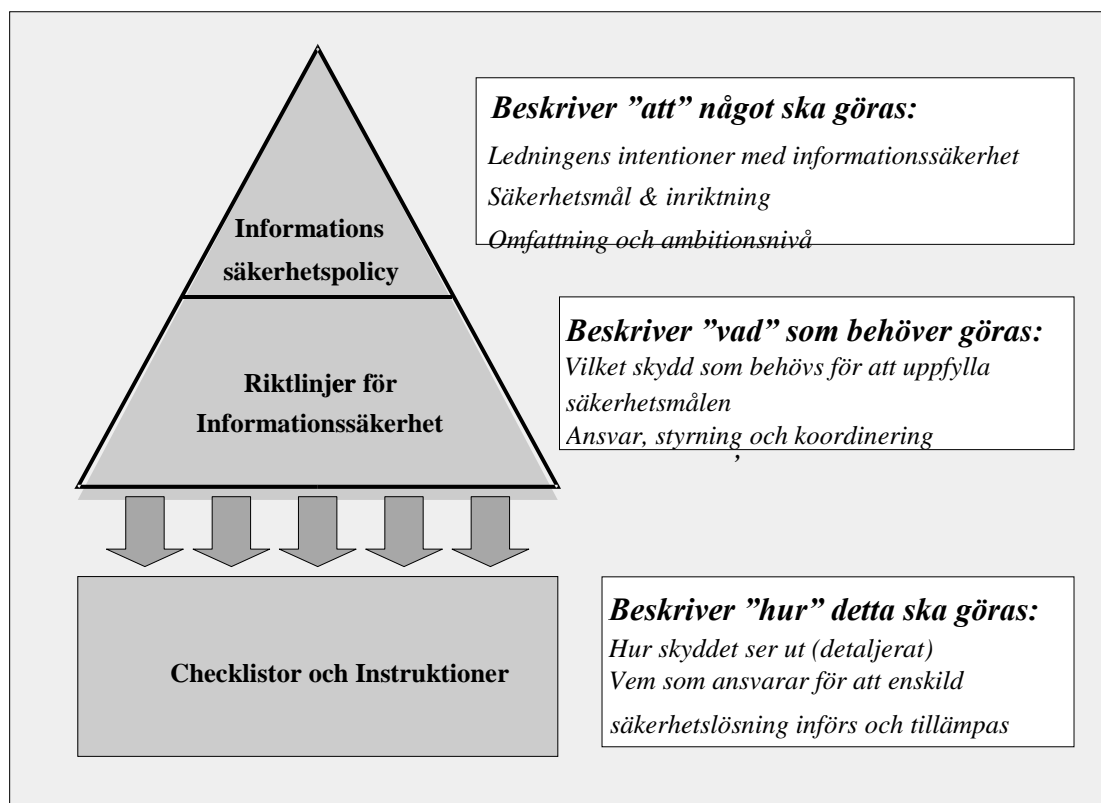 Informations
säkerhetspolicy
Beskriver ”att” något ska göras:
Ledningens intentioner med informationssäkerhet
Säkerhetsmål & inriktning
Omfattning och ambitionsnivå
Riktlinjer för
Informationssäkerhet
Beskriver ”vad” som behöver göras:
Vilket skydd som behövs för att uppfylla
säkerhetsmålen
Ansvar, styrning och koordinering
,
Checklistor och Instruktioner
Beskriver ”hur” detta ska göras:
Hur skyddet ser ut (detaljerat)
Vem som ansvarar för att enskild
säkerhetslösning införs och tillämpas